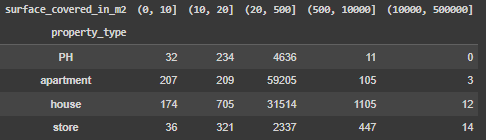 surface_covered_in_m2 (0, 10] (10, 20] (20, 500] (500, 10000] (10000, 500000]
property_type
PH 32 234 4636 11 0
apartment 207 209 59205 105 3
house 174 705 31514 1105 12
store 36 321 2337 447 14